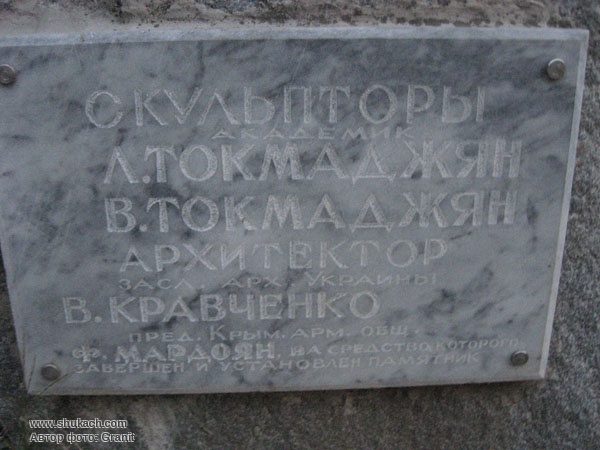 СКУЛЬПТОРЫ
АКАДЕМИК
Л.ТОКМАДЖЯН
В.ТОКМАДЖЯН
АРХИТЕКТОР
ЗАСЛ. АРХ. УКРАИНЫ
В. КРАВЧЕНКО
ПРЕД. КРЫМ. АРМ. ОБЩ.
Ф. МАРДОЯН, НА СРЕДСТВО КОТОРОГО
ЗАВЕРШЕН И УСТАНОВЛЕН ПАМЯТНИК
www.shukach.com
Автор фото: Granit